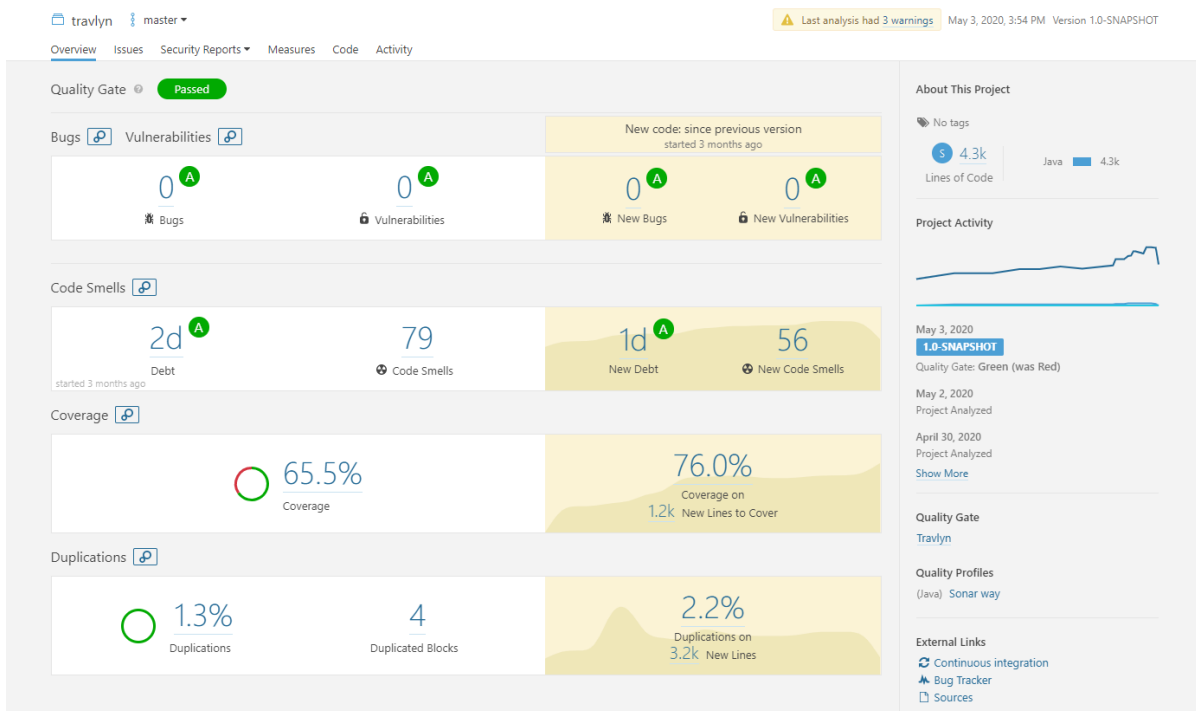 travlyn master
Last analysis had 3 warnings May 3, 2020, 3:54 PM Version 1.0-SNAPSHOT
Overview Issues Security Reports Measures Code Activity
Quality Gate ? Passed
Bugs Vulnerabilities
New code: since previous version
started 3 months ago
0 A
Bugs
0 A
Vulnerabilities
0 A
New Bugs
0 A
New Vulnerabilities
Code Smells
2d A
Debt
started 3 months ago
79
Code Smells
1d A
New Debt
56
New Code Smells
Coverage
65.5%
Coverage
76.0%
Coverage on
1.2k New Lines to Cover
Duplications
1.3%
Duplications
4
Duplicated Blocks
2.2%
Duplications on
3.2k New Lines
About This Project
No tags
S 4.3k
Lines of Code
Java 4.3k
Project Activity
May 3, 2020
1.0-SNAPSHOT
Quality Gate: Green (was Red)
May 2, 2020
Project Analyzed
April 30, 2020
Project Analyzed
Show More
Quality Gate
Travlyn
Quality Profiles
(Java) Sonar way
External Links
Continuous integration
Bug Tracker
Sources